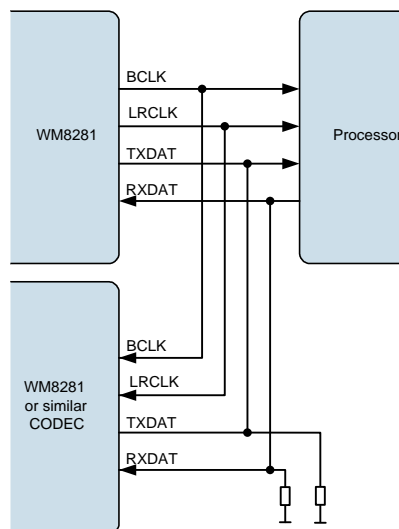 BCLK
LRCLK
WM8281
Processor
TXDAT
RXDAT
BCLK
LRCLK
WM8281
or similar
CODEC
TXDAT
RXDAT